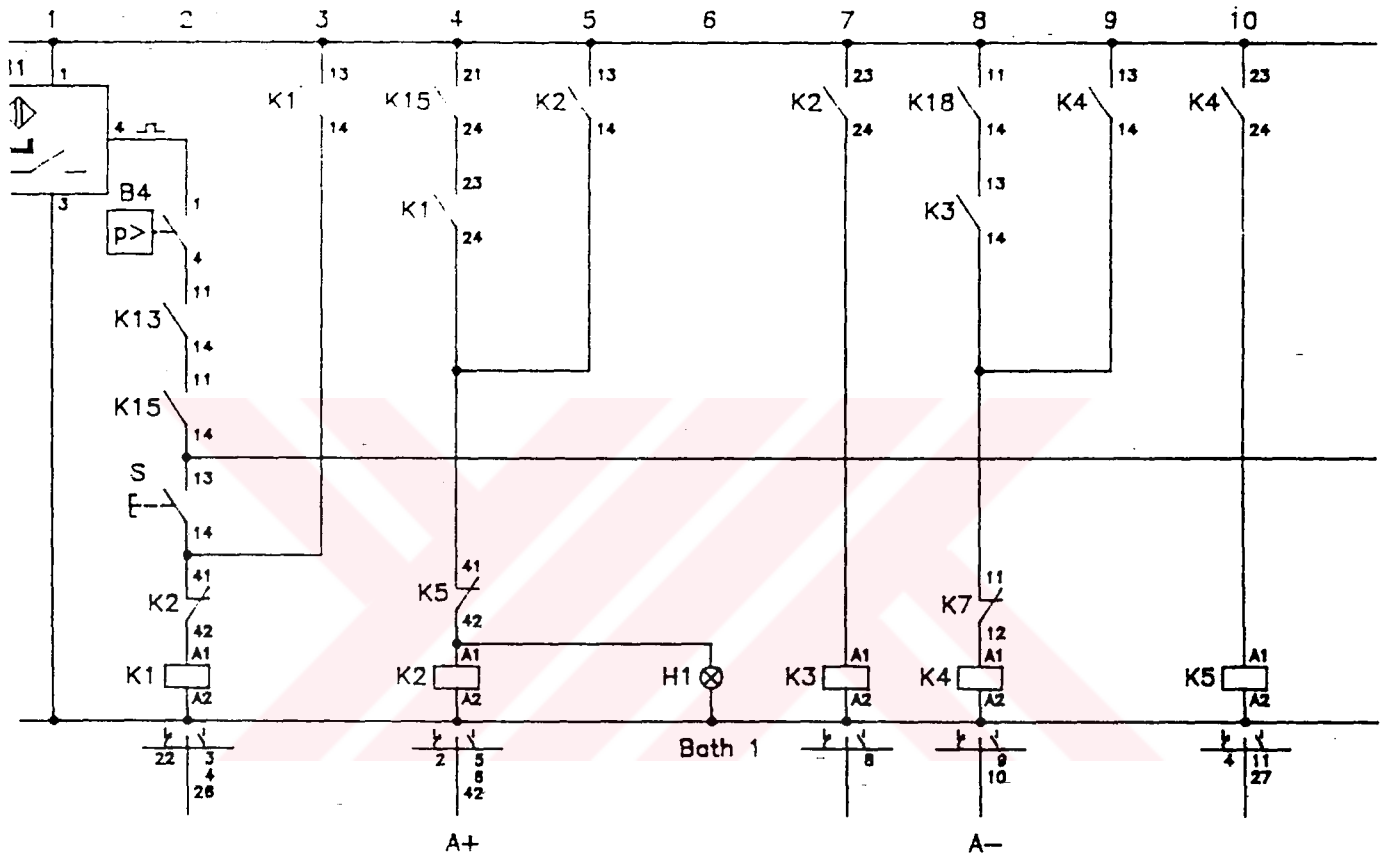 1 2 3 4 5 6 7 8 9 10
1 13 21 13 23 11 13 23
K1 K15 K2 K2 K18 K4 K4
4 14 24 14 24 14 14 24
B4 1 23 13
3 K1 K3
p> 24 14
4
11
K13
14
11
K15
14
S 13
14
41 41 11
K2 K5 K7
42 42 12
A1 A1 A1 A1 A1
K1 K2 H1 K3 K4 K5
A2 A2 A2 A2 A2
Bath 1
22 3 2 5 8 9 4 11
4 10 27
26 42
A+ A-